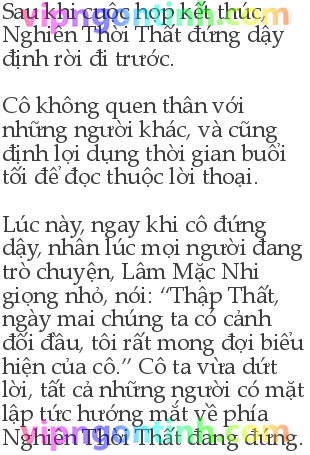 Sau khi cuộc họp kết thúc,
Nghiên Thời Thất đứng dậy
định rời đi trước.
Cô không quen thân với
những người khác, và cũng
định lợi dụng thời gian buổi
tối để đọc thuộc lời thoại.
Lúc này, ngay khi cô đứng
dậy, nhân lúc mọi người đang
trò chuyện, Lâm Mặc Nhi
giọng nhỏ, nói: “Thập Thất,
ngày mai chúng ta có cảnh
đối đầu, tôi rất mong đợi biểu
hiện của cô.” Cô ta vừa dứt
lời, tất cả những người có mặt
lập tức hướng mắt về phía
Nghiên Thời Thất đang đứng.
vipngontinh.com
vipngontinh.com